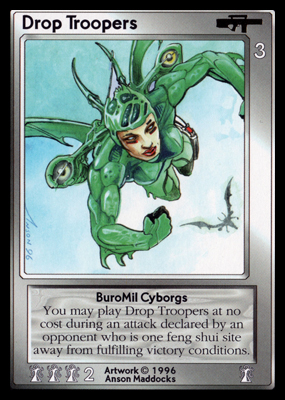 Drop Troopers
3
BuroMil Cyborgs
You may play Drop Troopers at no
cost during an attack declared by an
opponent who is one feng shui site
away from fulfilling victory conditions.
2
Artwork © 1996
Anson Maddocks